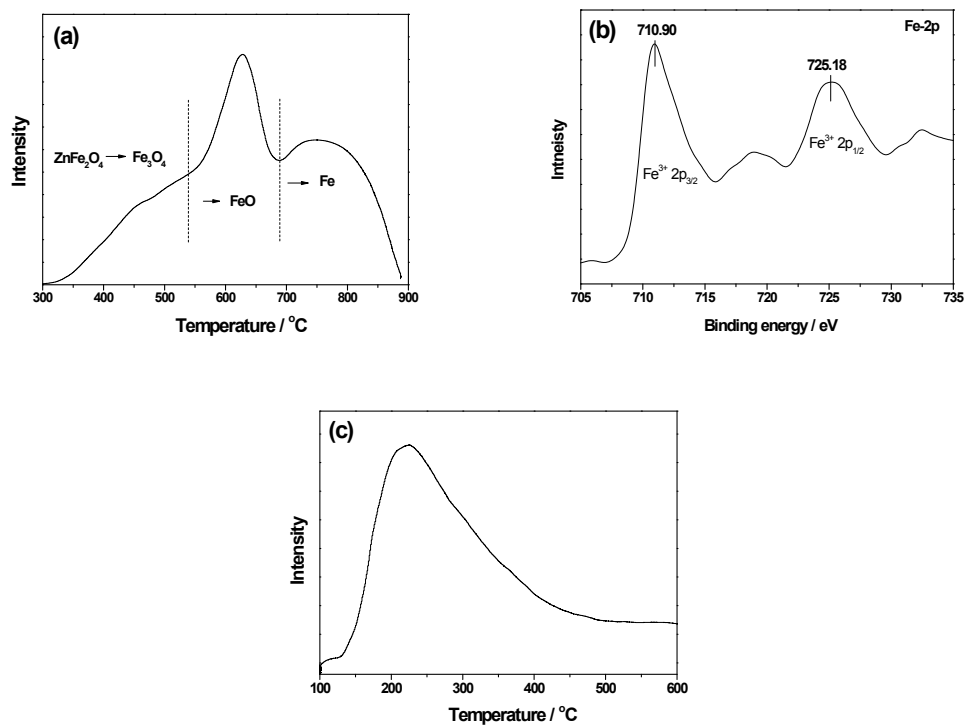 (a)
Intensity
ZnFe₂O₄ → Fe₃O₄
→ FeO
→ Fe
300 400 500 600 700 800 900
Temperature / °C
(b)
Fe-2p
710.90
725.18
Fe³⁺ 2p₃/₂
Fe³⁺ 2p₁/₂
Intneisty
705 710 715 720 725 730 735
Binding energy / eV
(c)
Intensity
100 200 300 400 500 600
Temperature / °C